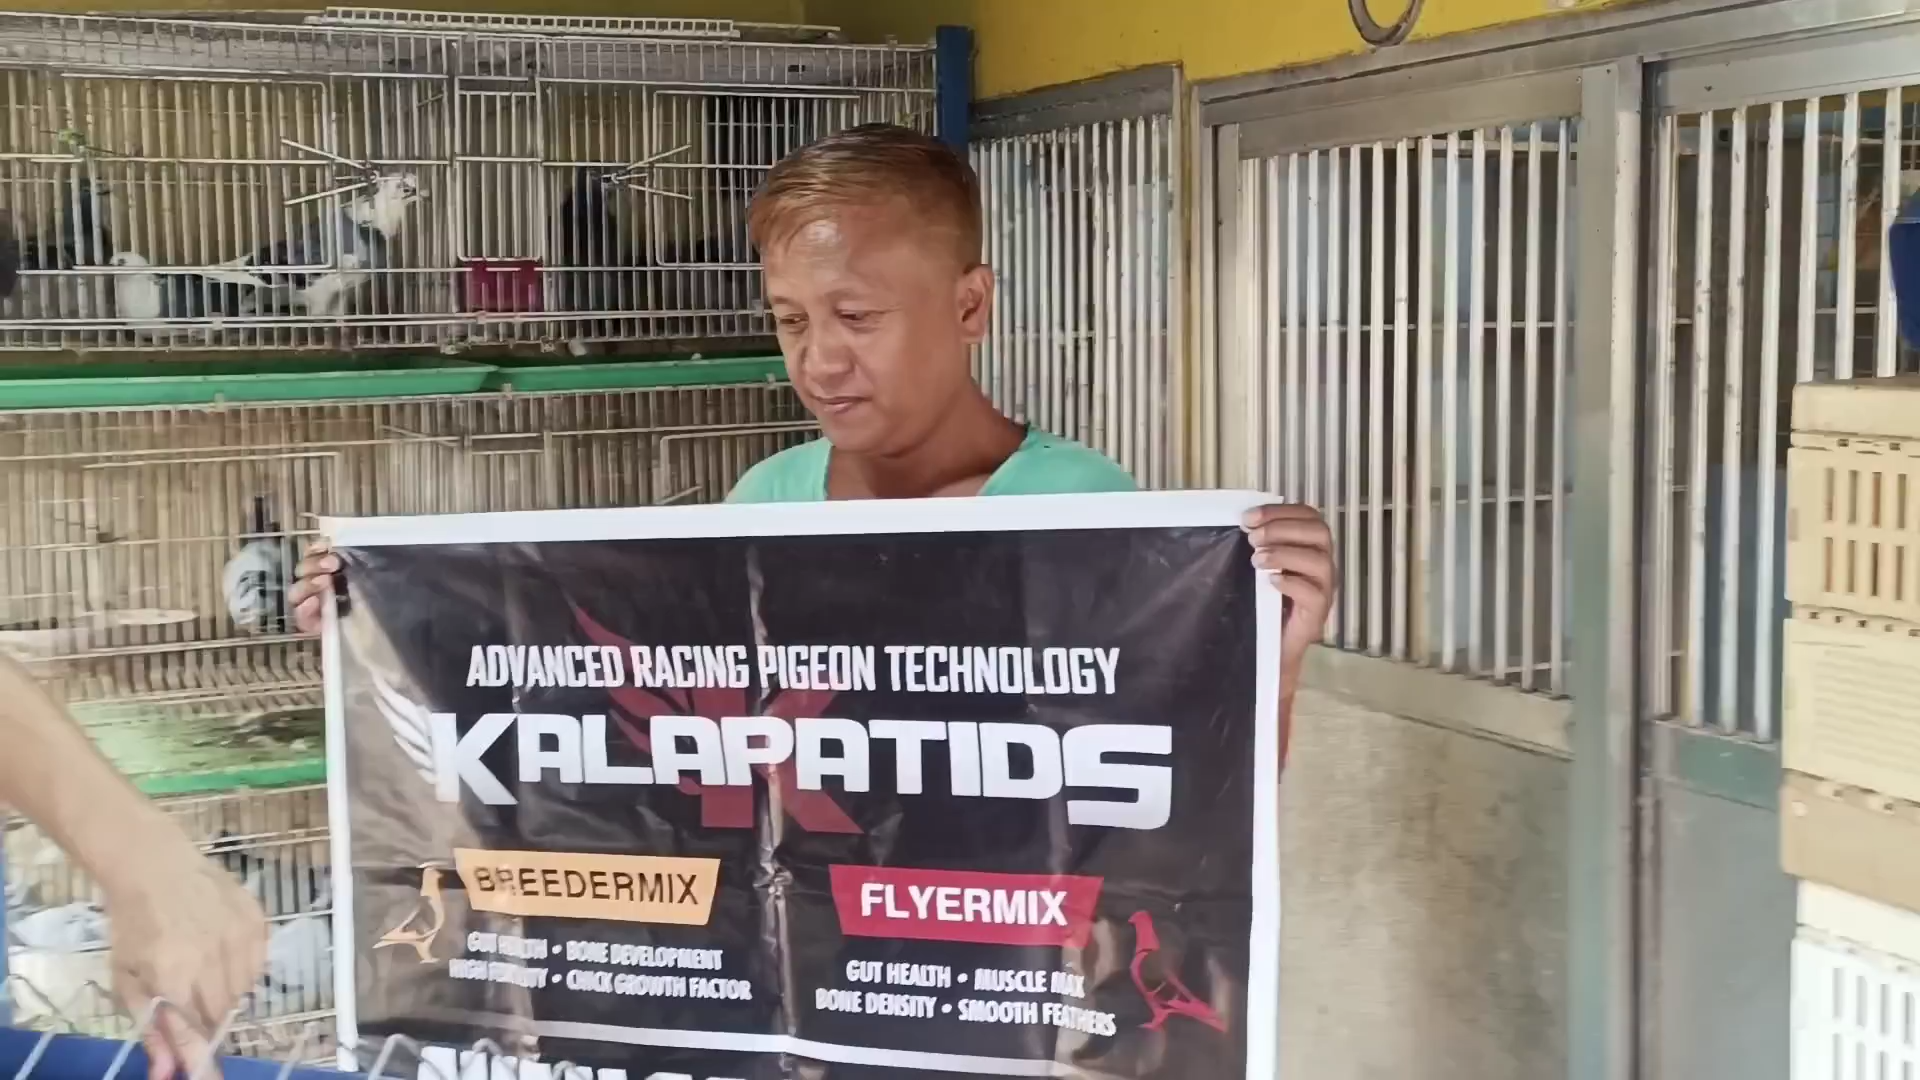 ADVANCED RACING PIGEON TECHNOLOGY
KALAPATIDS
BREEDERMIX
GUT HEALTH • BONE DEVELOPMENT
HIGH FERTILITY • CHICK GROWTH FACTOR
FLYERMIX
GUT HEALTH • MUSCLE MAX
BONE DENSITY • SMOOTH FEATHERS